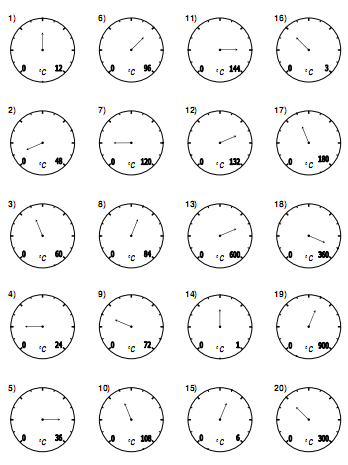 1) 6) 11) 16)
0 12 0 96 0 144 0 3
°C °C °C °C
2) 7) 12) 17)
0 48 0 120 0 132 0 180
°C °C °C °C
3) 8) 13) 18)
0 60 0 84 0 600 0 360
°C °C °C °C
4) 9) 14) 19)
0 24 0 72 0 1 0 900
°C °C °C °C
5) 10) 15) 20)
0 36 0 108 0 6 0 300
°C °C °C °C